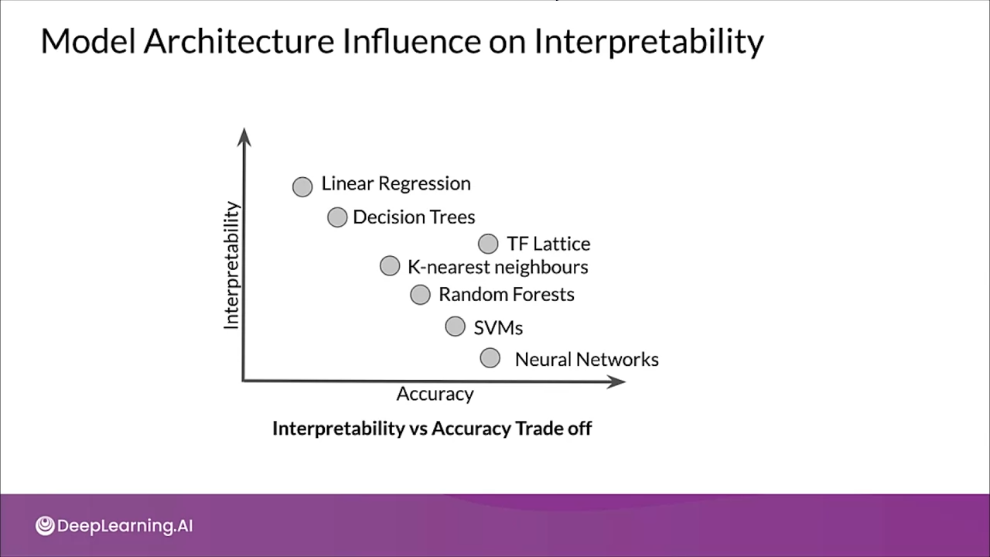 Model Architecture Influence on Interpretability
Interpretability
Linear Regression
Decision Trees
TF Lattice
K-nearest neighbours
Random Forests
SVMs
Neural Networks
Accuracy
Interpretability vs Accuracy Trade off
DeepLearning.AI